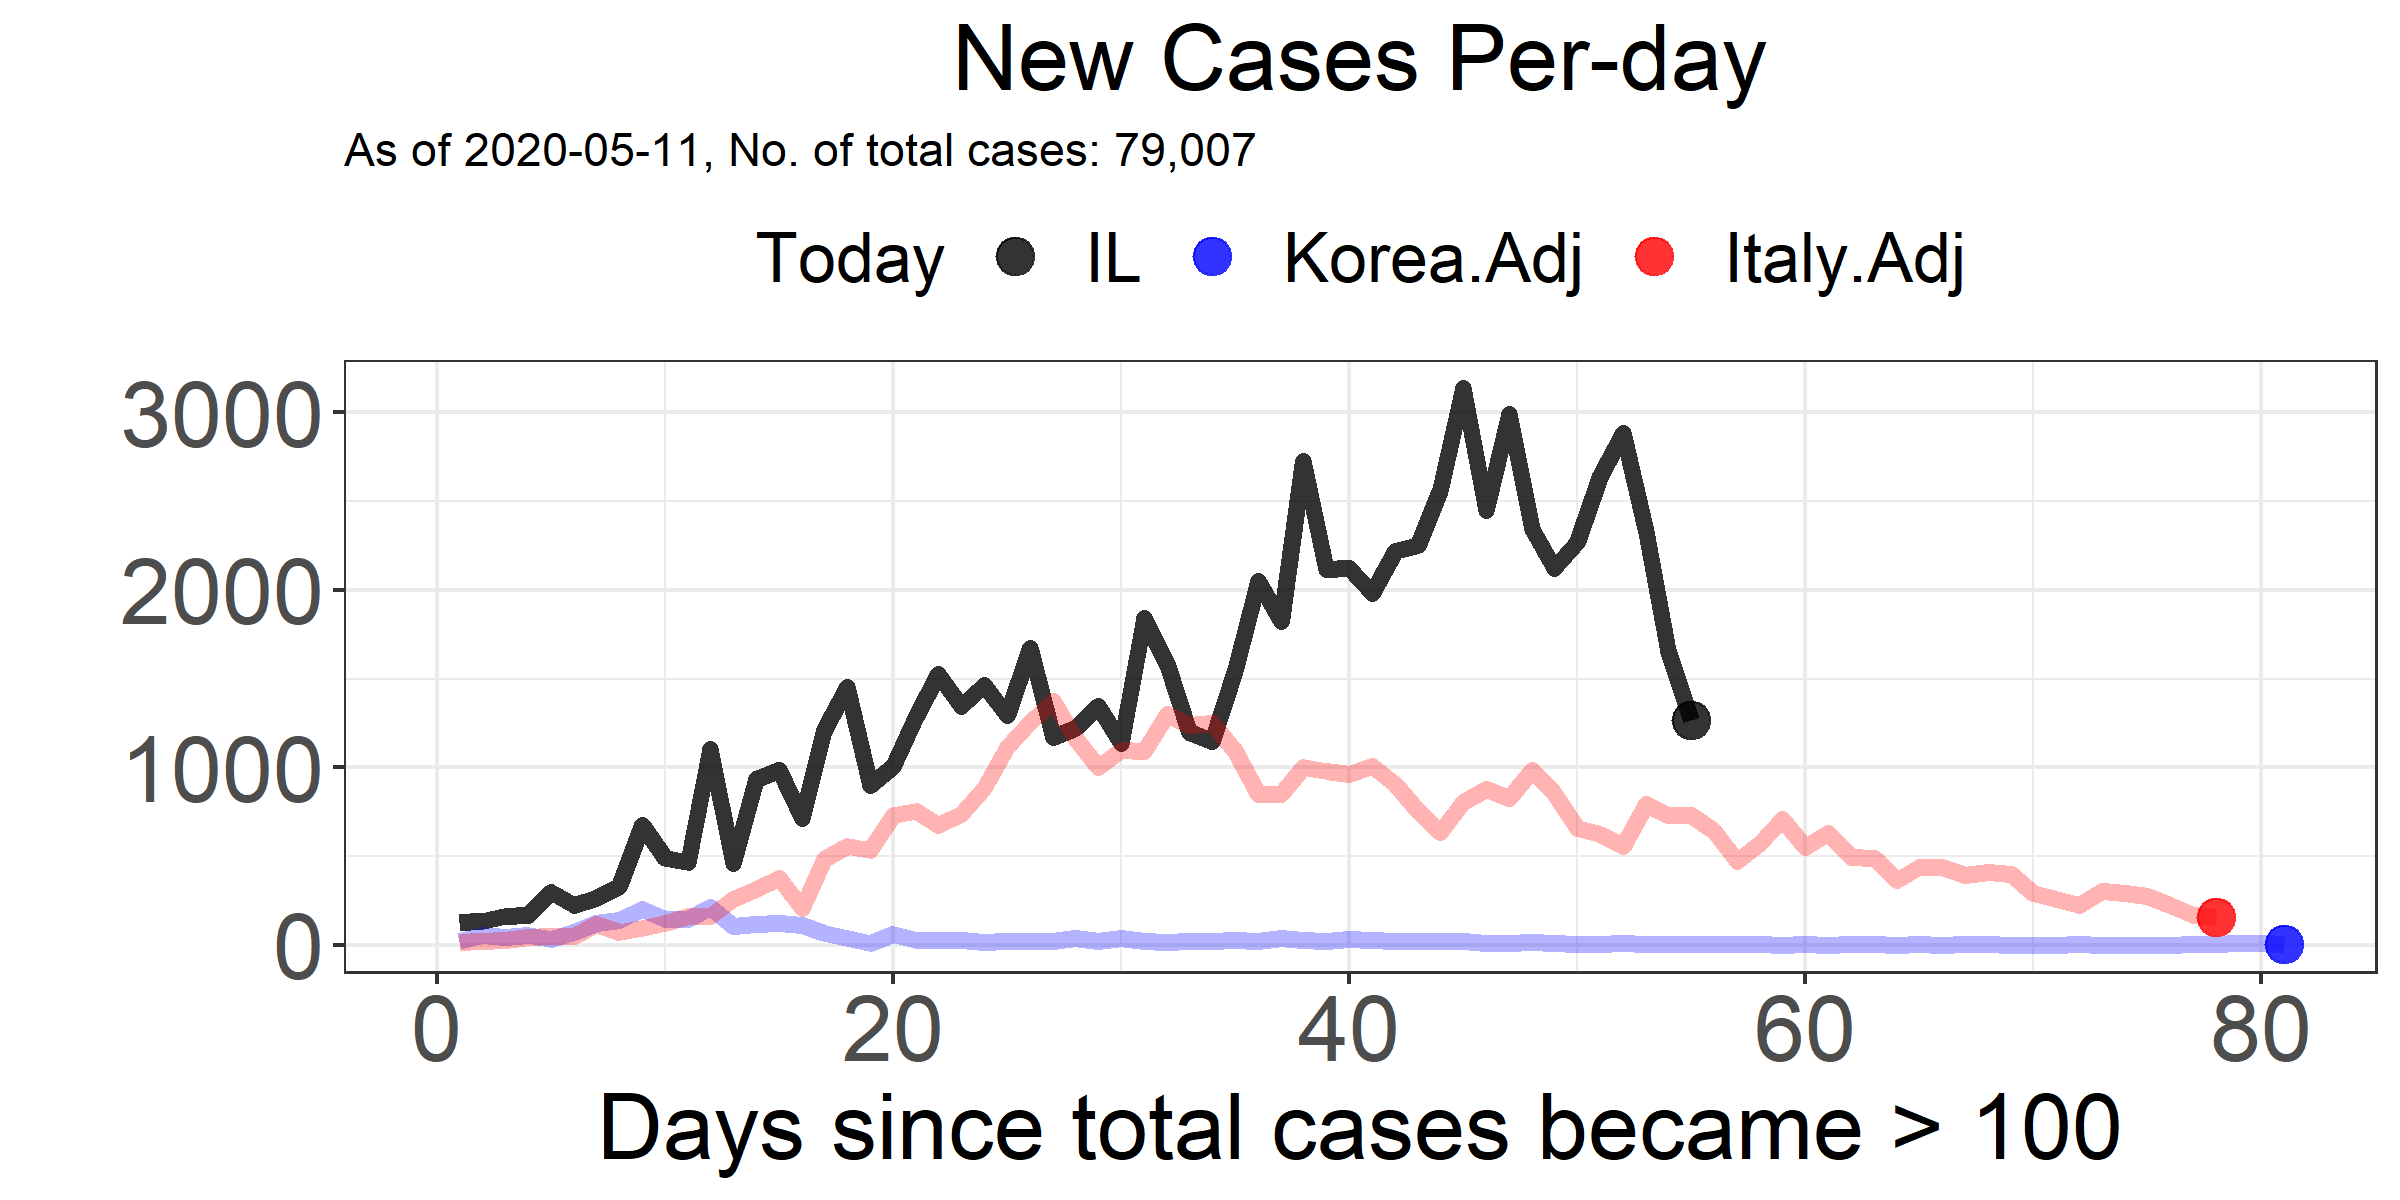 New Cases Per-day
As of 2020-05-11, No. of total cases: 79,007
Today IL Korea.Adj Italy.Adj
3000
2000
1000
0
0 20 40 60 80
Days since total cases became > 100